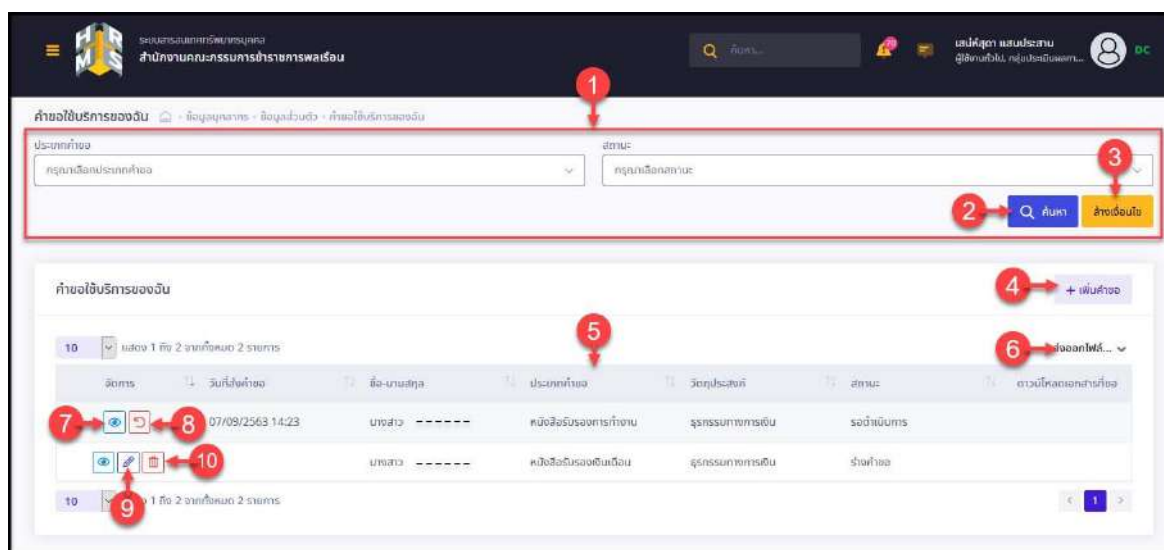 HR
MS
ระบบสารสนเทศทรัพยากรบุคคล
สำนักงานคณะกรรมการข้าราชการพลเรือน
ค้นหา...
70
เสน่ห์สุดา แสนประสาน
DC
1
คำขอใช้บริการของฉัน - ข้อมูลบุคลากร - ข้อมูลส่วนตัว - คำขอใช้บริการของฉัน
ประเภทคำขอ สถานะ
กรุณาเลือกประเภทคำขอ กรุณาเลือกสถานะ
3
2 ค้นหา ล้างเงื่อนไข
คำขอใช้บริการของฉัน 4 + เพิ่มคำขอ
5
10 แสดง 1 ถึง 2 จากทั้งหมด 2 รายการ 6 ส่งออกไฟล์...
จัดการ วันที่ส่งคำขอ ชื่อ-นามสกุล ประเภทคำขอ วัตถุประสงค์ สถานะ ดาวน์โหลดเอกสารที่ขอ
7 8 07/09/2563 14:23 นางสาว ------ หนังสือรับรองการทำงาน ธุรกรรมทางการเงิน รอดำเนินการ
10 นางสาว ------ หนังสือรับรองเงินเดือน ธุรกรรมทางการเงิน ร่างคำขอ
10 1 ถึง 2 จากทั้งหมด 2 รายการ 1
9